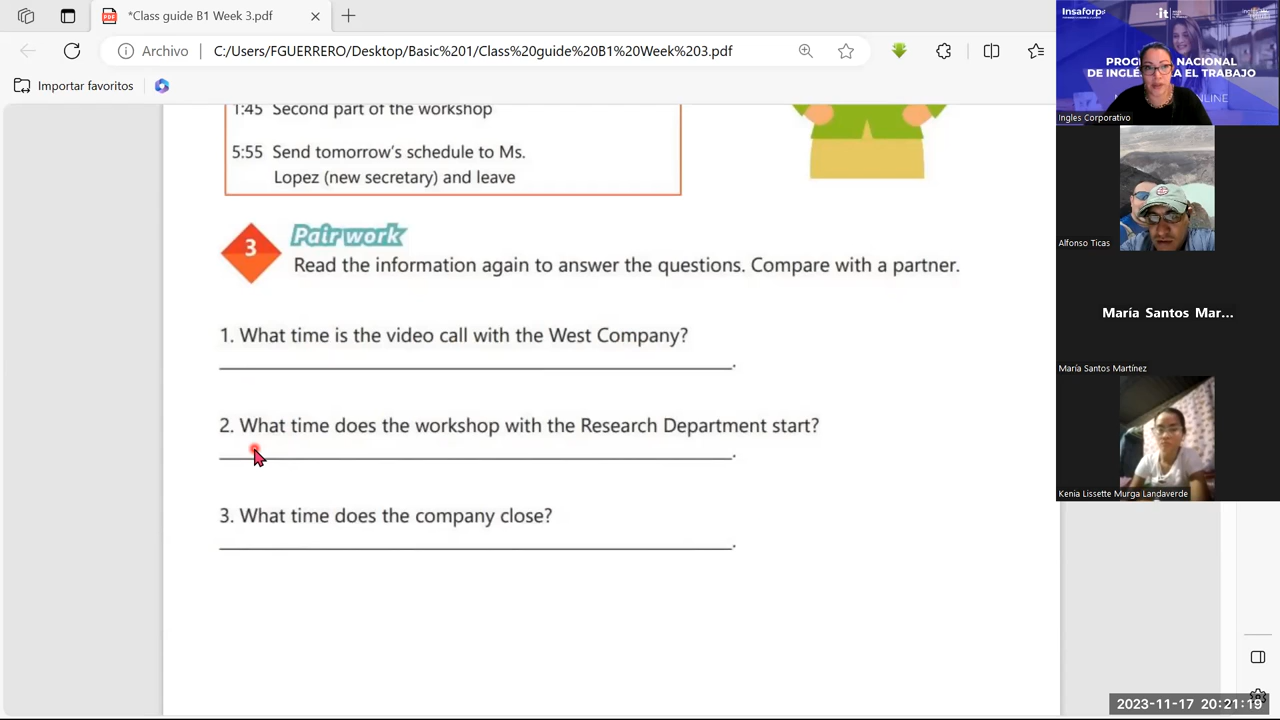 *Class guide B1 Week 3.pdf
Archivo
C:/Users/FGUERRERO/Desktop/Basic%201/Class%20guide%20B1%20Week%203.pdf
Importar favoritos
1:45 Second part of the workshop
5:55 Send tomorrow's schedule to Ms.
Lopez (new secretary) and leave
3
Pair work
Read the information again to answer the questions. Compare with a partner.
1. What time is the video call with the West Company?
2. What time does the workshop with the Research Department start?
3. What time does the company close?
Insaforp
it
NACIONAL
DE
EL TRABAJO
Ingles Corporativo
Alfonso Ticas
María Santos Mar...
María Santos Martínez
Kenia Lissette Murga Landaverde
2023-11-17 20:21:19